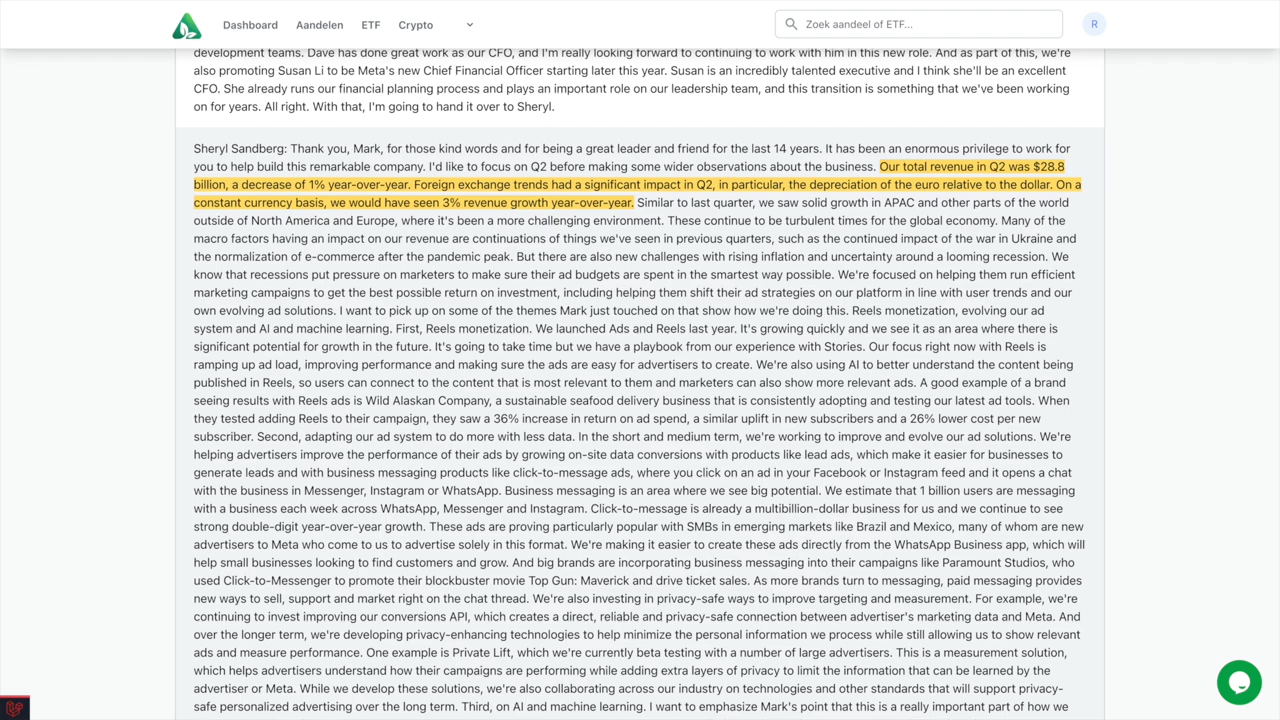 Dashboard Aandelen ETF Crypto Zoek aandeel of ETF... R
development teams. Dave has done great work as our CFO, and I'm really looking forward to continuing to work with him in this new role. And as part of this, we're
also promoting Susan Li to be Meta's new Chief Financial Officer starting later this year. Susan is an incredibly talented executive and I think she'll be an excellent
CFO. She already runs our financial planning process and plays an important role on our leadership team, and this transition is something that we've been working
on for years. All right. With that, I'm going to hand it over to Sheryl.
Sheryl Sandberg: Thank you, Mark, for those kind words and for being a great leader and friend for the last 14 years. It has been an enormous privilege to work for
you to help build this remarkable company. I'd like to focus on Q2 before making some wider observations about the business. Our total revenue in Q2 was $28.8
billion, a decrease of 1% year-over-year. Foreign exchange trends had a significant impact in Q2, in particular, the depreciation of the euro relative to the dollar. On a
constant currency basis, we would have seen 3% revenue growth year-over-year. Similar to last quarter, we saw solid growth in APAC and other parts of the world
outside of North America and Europe, where it's been a more challenging environment. These continue to be turbulent times for the global economy. Many of the
macro factors having an impact on our revenue are continuations of things we've seen in previous quarters, such as the continued impact of the war in Ukraine and
the normalization of e-commerce after the pandemic peak. But there are also new challenges with rising inflation and uncertainty around a looming recession. We
know that recessions put pressure on marketers to make sure their ad budgets are spent in the smartest way possible. We're focused on helping them run efficient
marketing campaigns to get the best possible return on investment, including helping them shift their ad strategies on our platform in line with user trends and our
own evolving ad solutions. I want to pick up on some of the themes Mark just touched on that show how we're doing this. Reels monetization, evolving our ad
system and AI and machine learning. First, Reels monetization. We launched Ads and Reels last year. It's growing quickly and we see it as an area where there is
significant potential for growth in the future. It's going to take time but we have a playbook from our experience with Stories. Our focus right now with Reels is
ramping up ad load, improving performance and making sure the ads are easy for advertisers to create. We're also using AI to better understand the content being
published in Reels, so users can connect to the content that is most relevant to them and marketers can also show more relevant ads. A good example of a brand
seeing results with Reels ads is Wild Alaskan Company, a sustainable seafood delivery business that is consistently adopting and testing our latest ad tools. When
they tested adding Reels to their campaign, they saw a 36% increase in return on ad spend, a similar uplift in new subscribers and a 26% lower cost per new
subscriber. Second, adapting our ad system to do more with less data. In the short and medium term, we're working to improve and evolve our ad solutions. We're
helping advertisers improve the performance of their ads by growing on-site data conversions with products like lead ads, which make it easier for businesses to
generate leads and with business messaging products like click-to-message ads, where you click on an ad in your Facebook or Instagram feed and it opens a chat
with the business in Messenger, Instagram or WhatsApp. Business messaging is an area where we see big potential. We estimate that 1 billion users are messaging
with a business each week across WhatsApp, Messenger and Instagram. Click-to-message is already a multibillion-dollar business for us and we continue to see
strong double-digit year-over-year growth. These ads are proving particularly popular with SMBs in emerging markets like Brazil and Mexico, many of whom are new
advertisers to Meta who come to us to advertise solely in this format. We're making it easier to create these ads directly from the WhatsApp Business app, which will
help small businesses looking to find customers and grow. And big brands are incorporating business messaging into their campaigns like Paramount Studios, who
used Click-to-Messenger to promote their blockbuster movie Top Gun: Maverick and drive ticket sales. As more brands turn to messaging, paid messaging provides
new ways to sell, support and market right on the chat thread. We're also investing in privacy-safe ways to improve targeting and measurement. For example, we're
continuing to invest improving our conversions API, which creates a direct, reliable and privacy-safe connection between advertiser's marketing data and Meta. And
over the longer term, we're developing privacy-enhancing technologies to help minimize the personal information we process while still allowing us to show relevant
ads and measure performance. One example is Private Lift, which we're currently beta testing with a number of large advertisers. This is a measurement solution,
which helps advertisers understand how their campaigns are performing while adding extra layers of privacy to limit the information that can be learned by the
advertiser or Meta. While we develop these solutions, we're also collaborating across our industry on technologies and other standards that will support privacy-
safe personalized advertising over the long term. Third, on AI and machine learning. I want to emphasize Mark's point that this is a really important part of how we